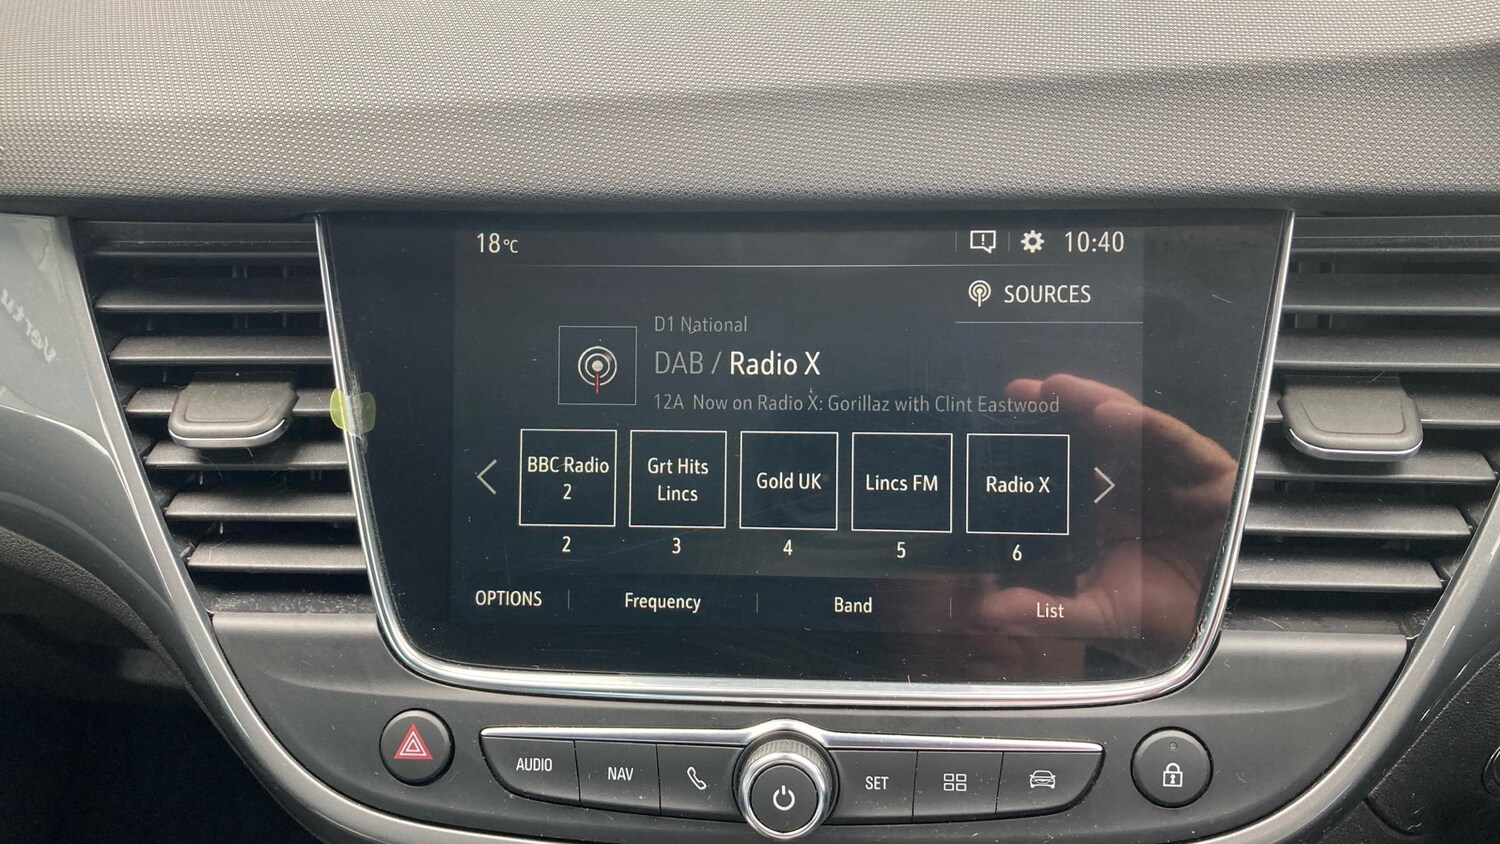 18°C
10:40
SOURCES
D1 National
DAB / Radio X
12A Now on Radio X: Gorillaz with Clint Eastwood
BBC Radio
2
Grt Hits
Lincs
Gold UK
Lincs FM
Radio X
2
3
4
5
6
OPTIONS
Frequency
Band
List
AUDIO
NAV
SET